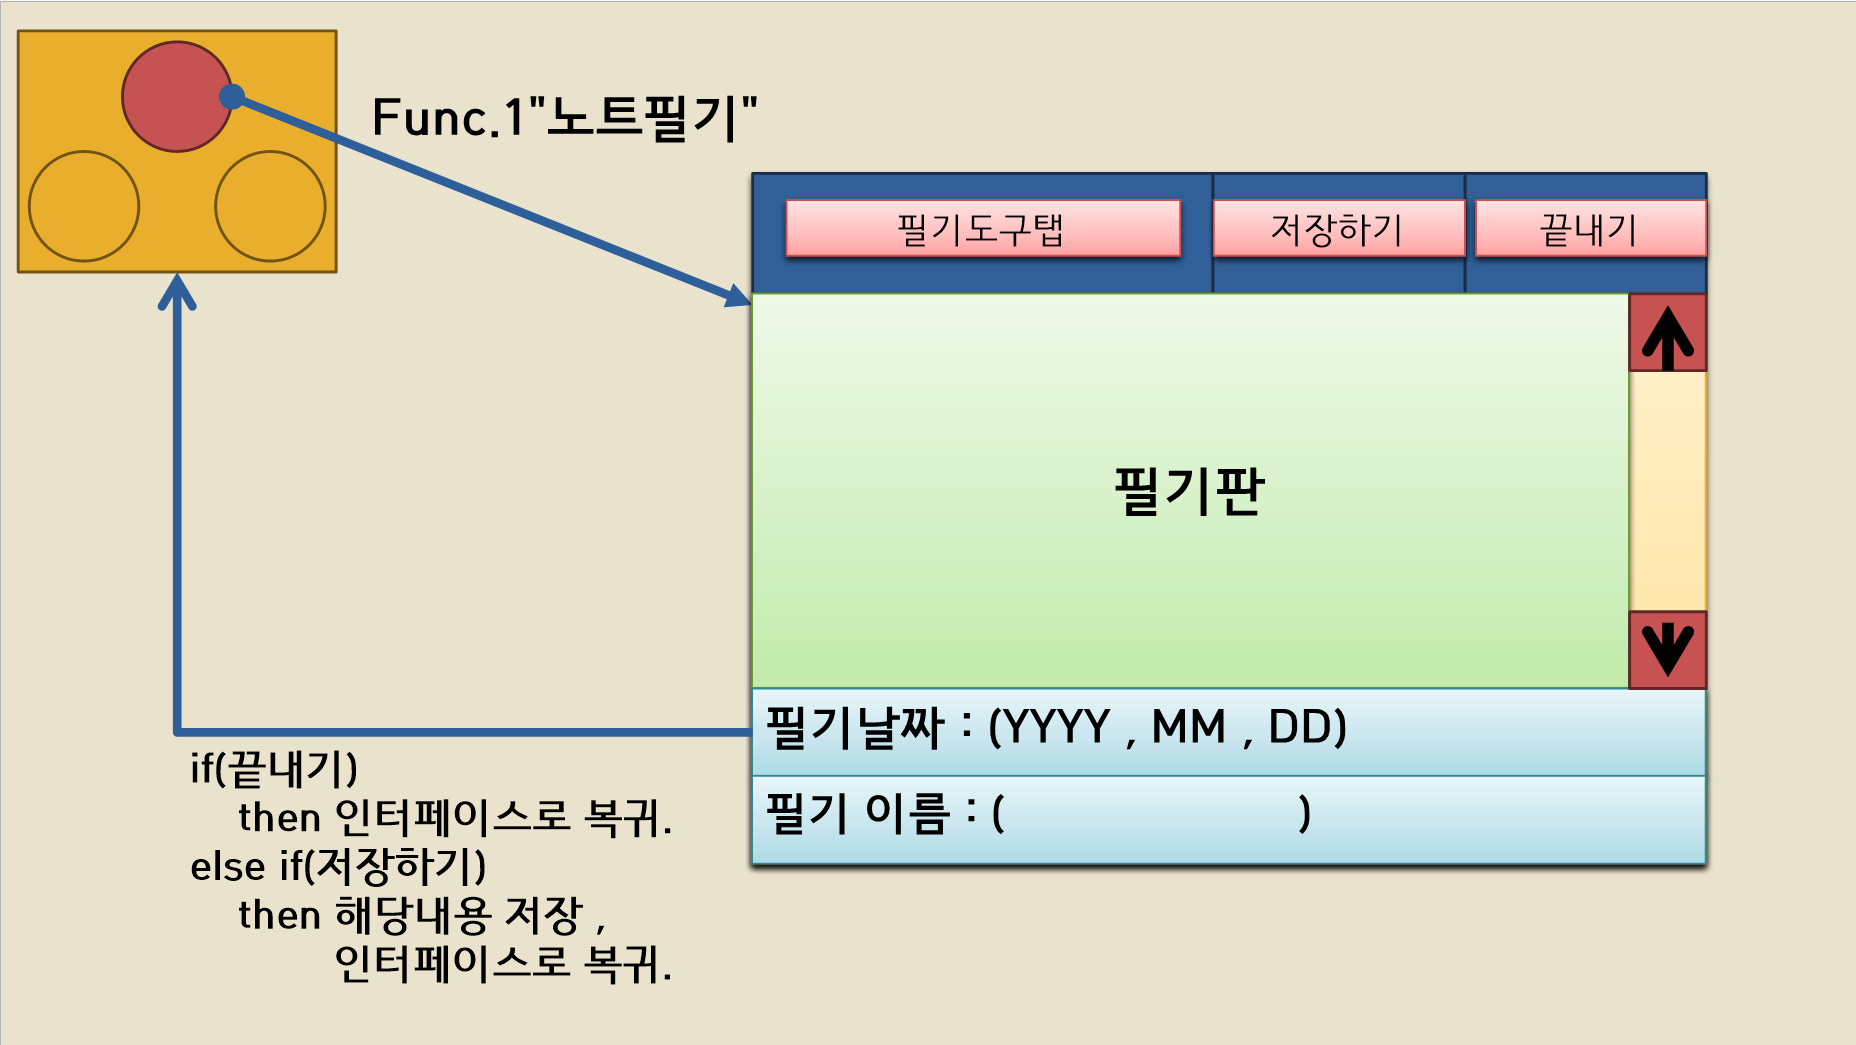 Func.1"노트필기"
필기도구탭
저장하기
끝내기
필기판
필기날짜 : (YYYY , MM , DD)
필기 이름 : ( )
if(끝내기)
then 인터페이스로 복귀.
else if(저장하기)
then 해당내용 저장 ,
인터페이스로 복귀.